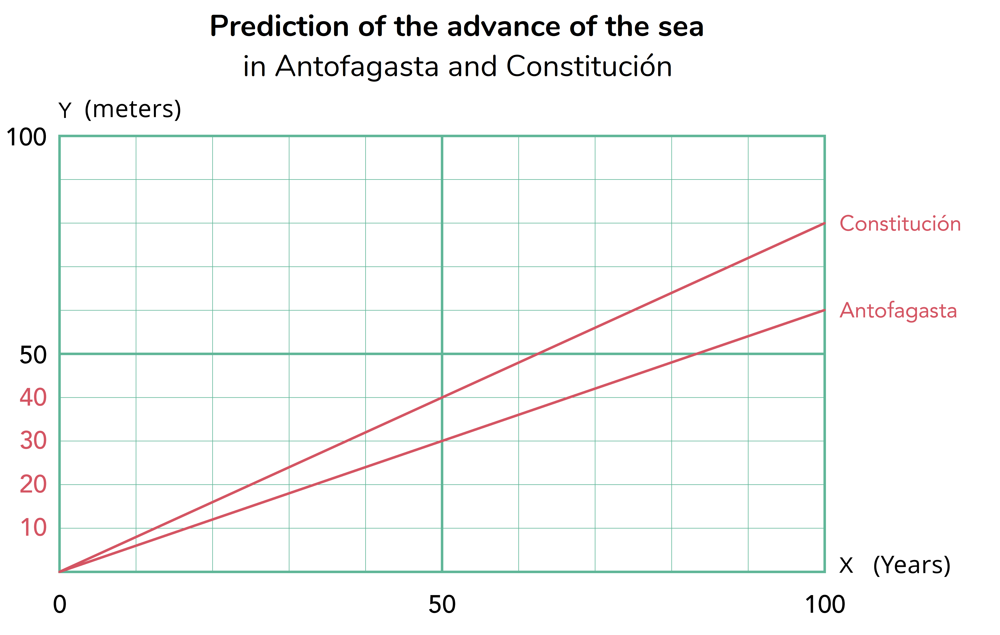 Prediction of the advance of the sea
in Antofagasta and Constitución
Y (meters)
100
Constitución
Antofagasta
50
40
30
20
10
X (Years)
0 50 100